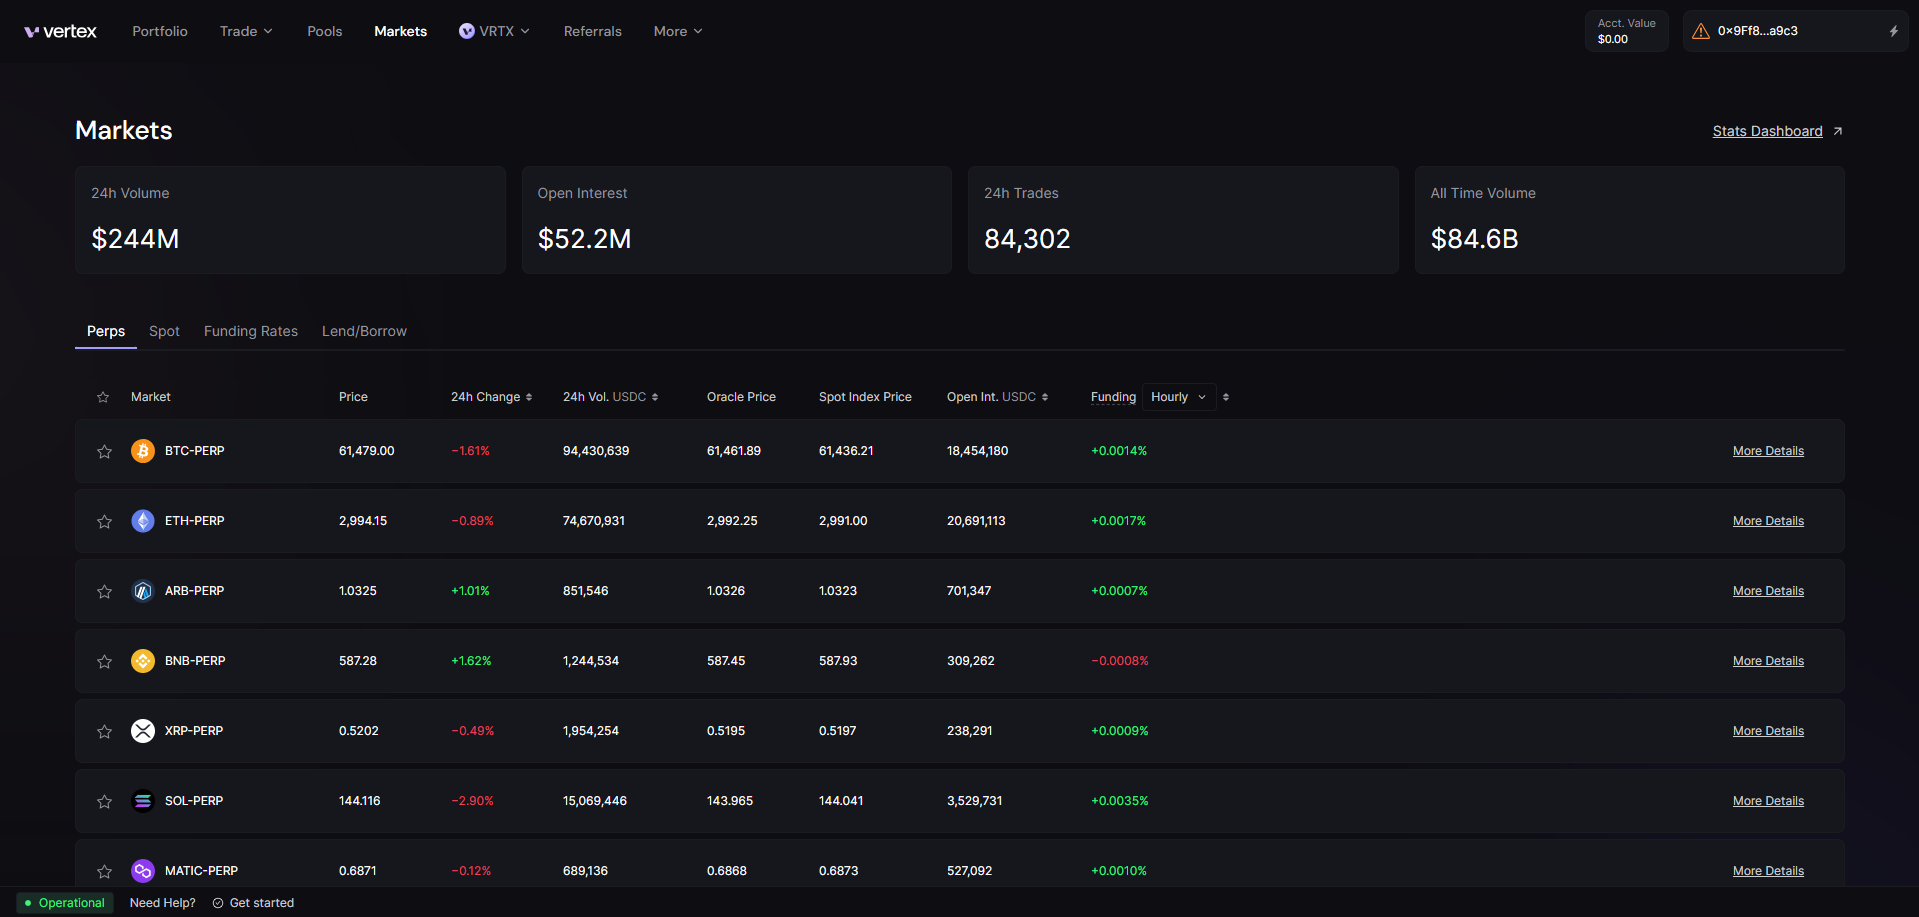 vertex Portfolio Trade Pools Markets VRTX Referrals More Acct. Value $0.00 0×9Ff8...a9c3
Markets Stats Dashboard
24h Volume Open Interest 24h Trades All Time Volume
$244M $52.2M 84,302 $84.6B
Perps Spot Funding Rates Lend/Borrow
Market Price 24h Change 24h Vol. USDC Oracle Price Spot Index Price Open Int. USDC Funding Hourly
BTC-PERP 61,479.00 −1.61% 94,430,639 61,461.89 61,436.21 18,454,180 +0.0014% More Details
ETH-PERP 2,994.15 −0.89% 74,670,931 2,992.25 2,991.00 20,691,113 +0.0017% More Details
ARB-PERP 1.0325 +1.01% 851,546 1.0326 1.0323 701,347 +0.0007% More Details
BNB-PERP 587.28 +1.62% 1,244,534 587.45 587.93 309,262 −0.0008% More Details
XRP-PERP 0.5202 −0.49% 1,954,254 0.5195 0.5197 238,291 +0.0009% More Details
SOL-PERP 144.116 −2.90% 15,069,446 143.965 144.041 3,529,731 +0.0035% More Details
MATIC-PERP 0.6871 −0.12% 689,136 0.6868 0.6873 527,092 +0.0010% More Details
Operational Need Help? Get started